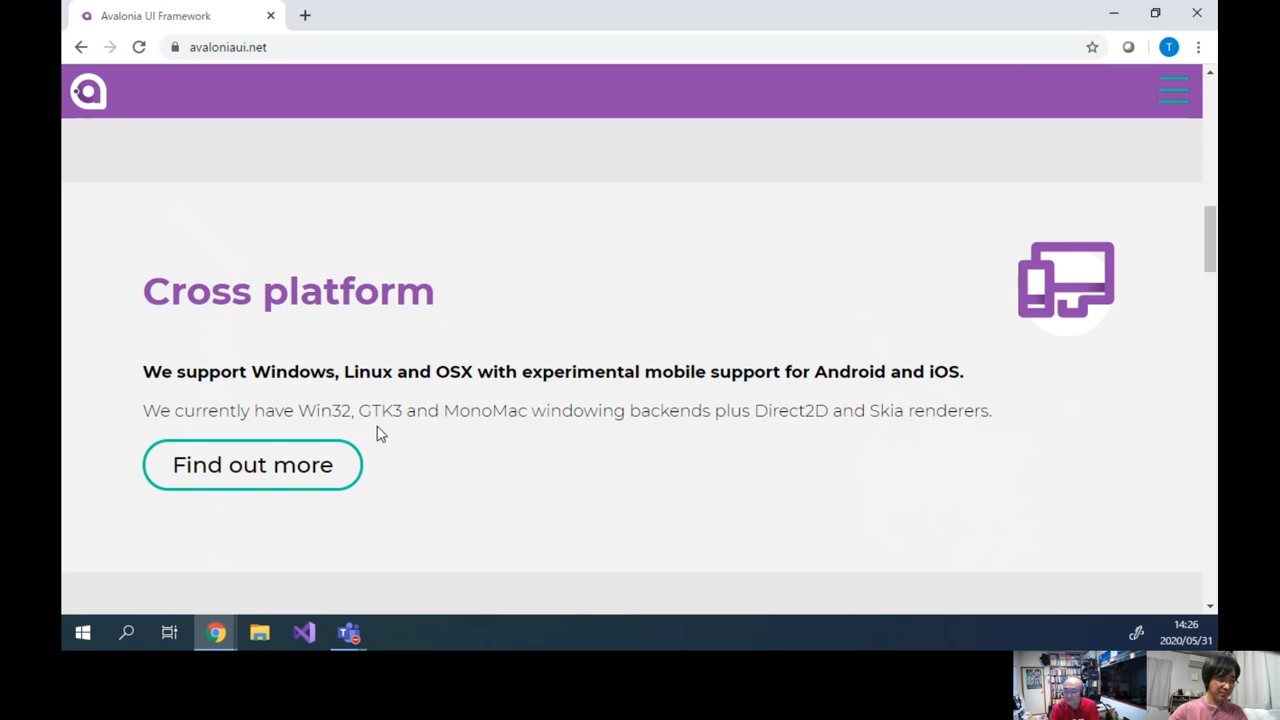 Avalonia UI Framework
avaloniaui.net
T
Cross platform
We support Windows, Linux and OSX with experimental mobile support for Android and iOS.
We currently have Win32, GTK3 and MonoMac windowing backends plus Direct2D and Skia renderers.
Find out more
14:26
2020/05/31